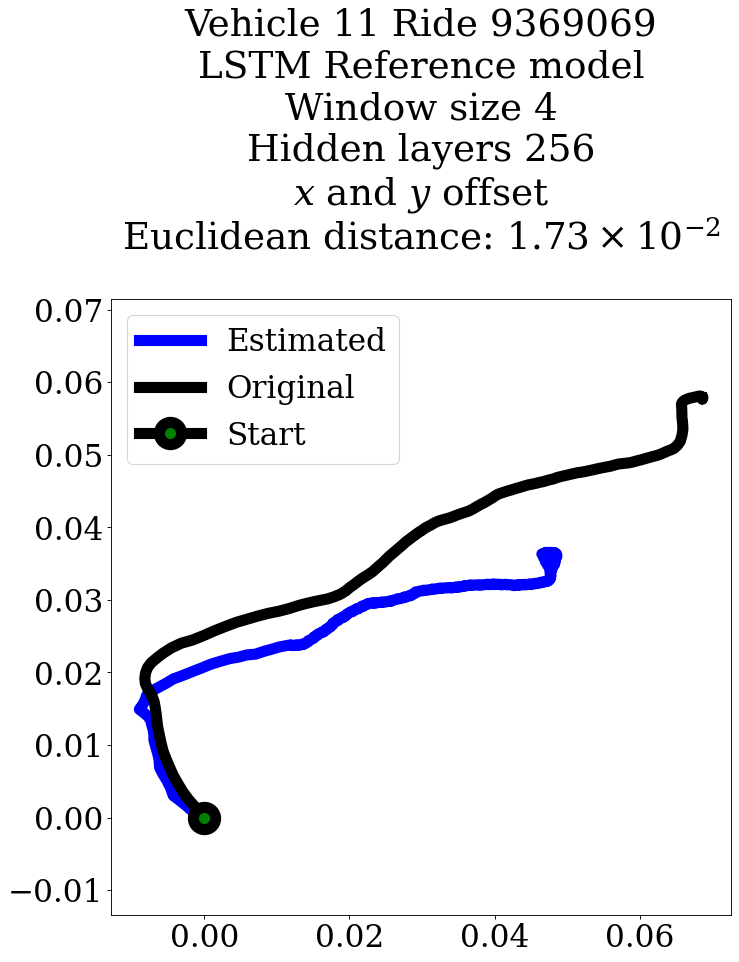 Vehicle 11 Ride 9369069
LSTM Reference model
Window size 4
Hidden layers 256
x and y offset
Euclidean distance: 1.73 × 10⁻²
0.07
0.06
0.05
0.04
0.03
0.02
0.01
0.00
−0.01
Estimated
Original
Start
0.00 0.02 0.04 0.06